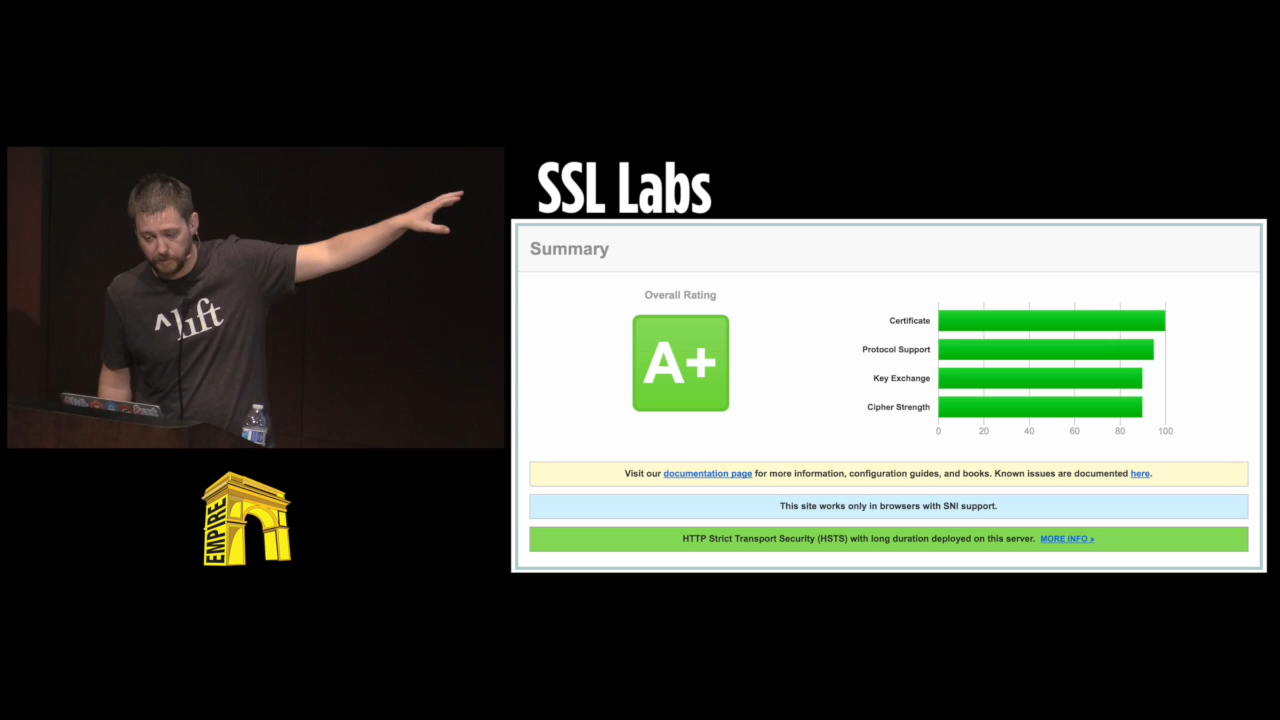 SSL Labs
Summary
Overall Rating
A+
Certificate
Protocol Support
Key Exchange
Cipher Strength
0 20 40 60 80 100
Visit our documentation page for more information, configuration guides, and books. Known issues are documented here.
This site works only in browsers with SNI support.
HTTP Strict Transport Security (HSTS) with long duration deployed on this server. MORE INFO »
^Lift
EMPIRE